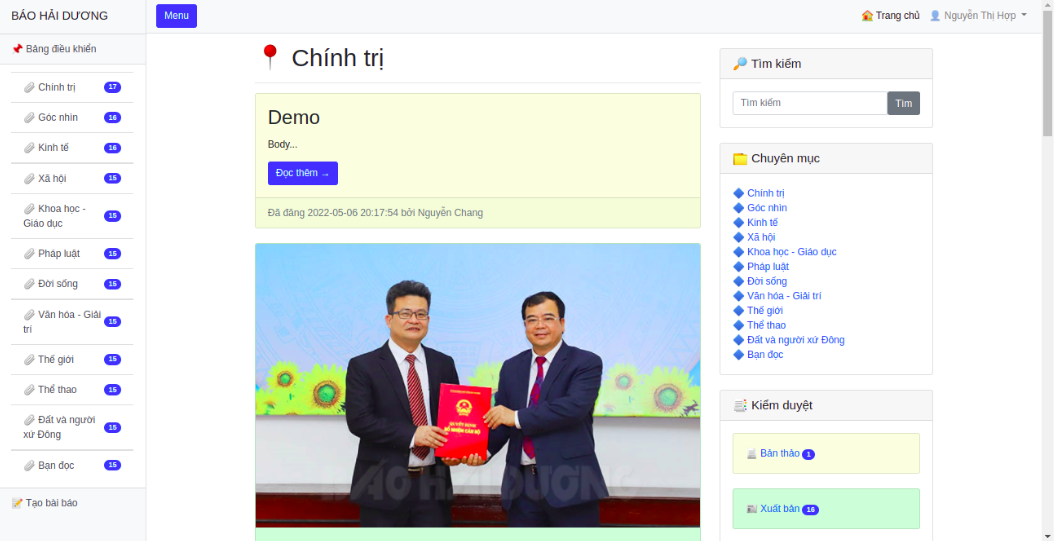 BÁO HẢI DƯƠNG
Menu
Trang chủ
Nguyễn Thị Hợp
Bảng điều khiển
Chính trị 17
Góc nhìn 16
Kinh tế 16
Xã hội 15
Khoa học -
Giáo dục 15
Pháp luật 15
Đời sống 15
Văn hóa - Giải
trí 15
Thế giới 15
Thể thao 15
Đất và người
xứ Đông 15
Bạn đọc 15
Tạo bài báo
Chính trị
Demo
Body...
Đọc thêm →
Đã đăng 2022-05-06 20:17:54 bởi Nguyễn Chang
QUYẾT ĐỊNH
BỔ NHIỆM CÁN BỘ
BÁO HẢI DƯƠNG
Tìm kiếm
Tìm kiếm
Tìm
Chuyên mục
Chính trị
Góc nhìn
Kinh tế
Xã hội
Khoa học - Giáo dục
Pháp luật
Đời sống
Văn hóa - Giải trí
Thế giới
Thể thao
Đất và người xứ Đông
Bạn đọc
Kiểm duyệt
Bản thảo 1
Xuất bản 16